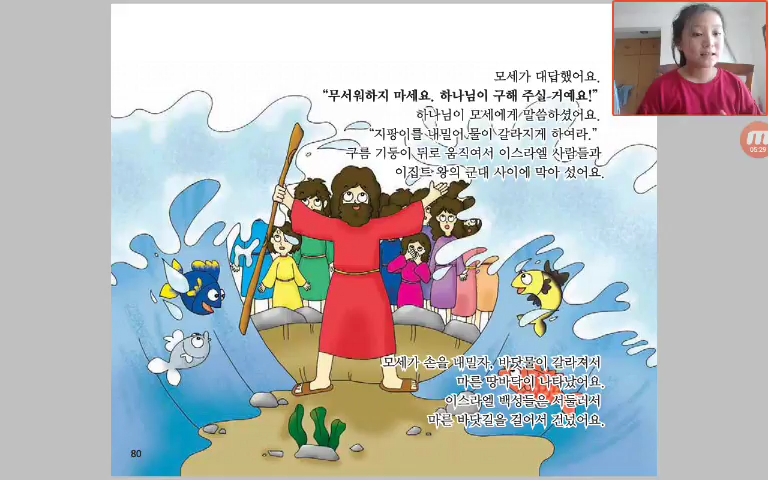 모세가 대답했어요.
“무서워하지 마세요. 하나님이 구해 주실 거예요!”
하나님이 모세에게 말씀하셨어요.
“지팡이를 내밀어 물이 갈라지게 하여라.”
구름 기둥이 뒤로 움직여서 이스라엘 사람들과
이집트 왕의 군대 사이에 막아 섰어요.
모세가 손을 내밀자, 바닷물이 갈라져서
마른 땅바닥이 나타났어요.
이스라엘 백성들은 서둘러서
마른 바닷길을 걸어서 건넜어요.
80
05:29